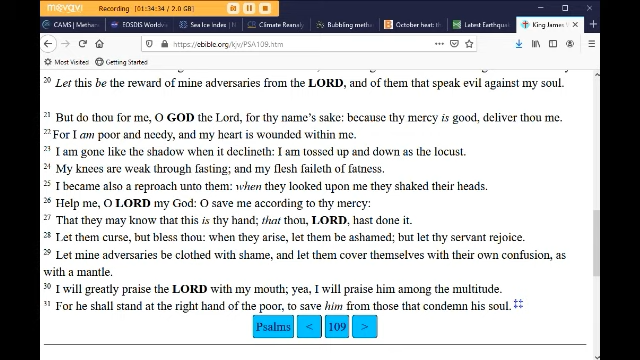 movavi
Recording 01:34:34 / 2.0 GB
CAMS | Methan
EOSDIS Worldvi
Sea Ice Index | C
Climate Reanaly
Bubbling metha
October heat: it
Latest Earthqua
King James V
https://ebible.org/kjv/PSA109.htm
Most Visited
Getting Started
20 Let this be the reward of mine adversaries from the LORD, and of them that speak evil against my soul.
21 But do thou for me, O GOD the Lord, for thy name's sake: because thy mercy is good, deliver thou me.
22 For I am poor and needy, and my heart is wounded within me.
23 I am gone like the shadow when it declineth: I am tossed up and down as the locust.
24 My knees are weak through fasting; and my flesh faileth of fatness.
25 I became also a reproach unto them: when they looked upon me they shaked their heads.
26 Help me, O LORD my God: O save me according to thy mercy:
27 That they may know that this is thy hand; that thou, LORD, hast done it.
28 Let them curse, but bless thou: when they arise, let them be ashamed; but let thy servant rejoice.
29 Let mine adversaries be clothed with shame, and let them cover themselves with their own confusion, as
with a mantle.
30 I will greatly praise the LORD with my mouth; yea, I will praise him among the multitude.
31 For he shall stand at the right hand of the poor, to save him from those that condemn his soul. ‡‡
Psalms < 109 >